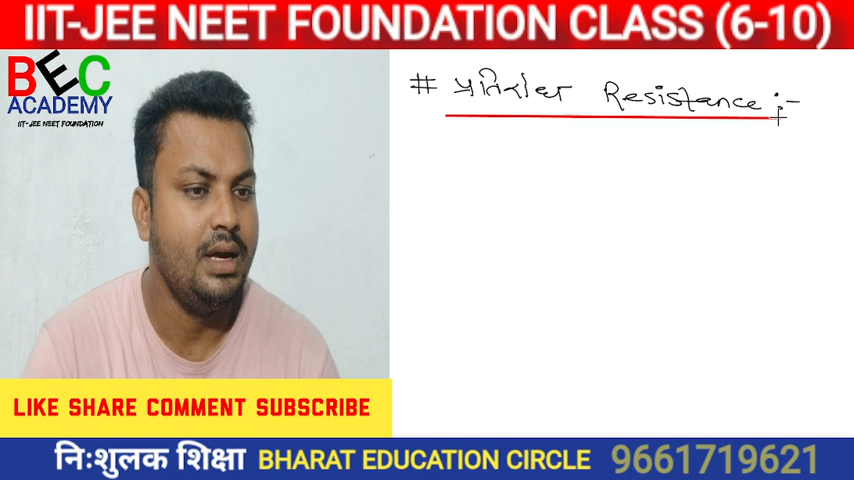 IIT-JEE NEET FOUNDATION CLASS (6-10)
BEC
ACADEMY
IIT-JEE NEET FOUNDATION
# प्रतिरोध Resistance :-
LIKE SHARE COMMENT SUBSCRIBE
निःशुलक शिक्षा BHARAT EDUCATION CIRCLE 9661719621